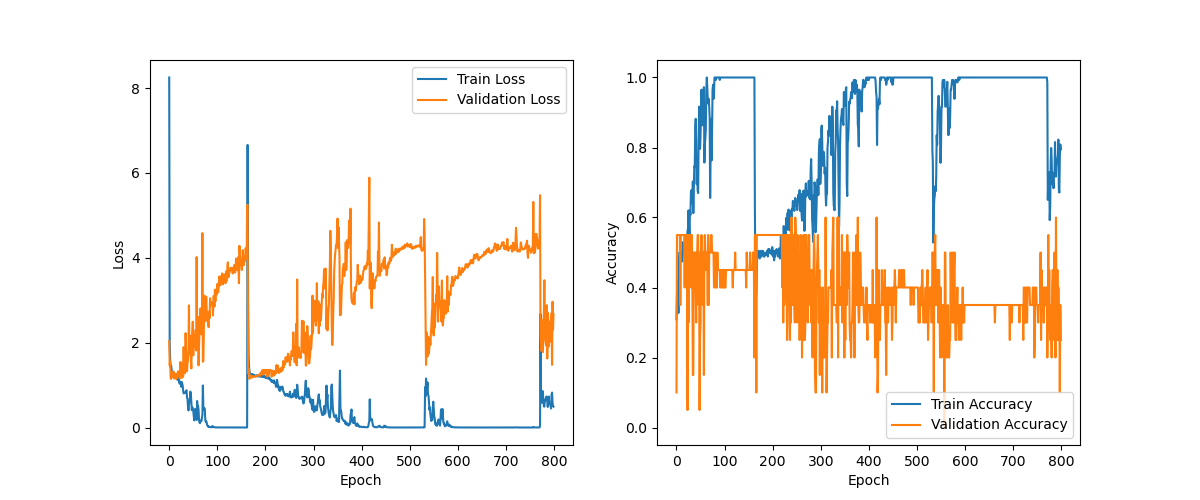 Train Loss
Validation Loss
Loss
8
6
4
2
0
0 100 200 300 400 500 600 700 800
Epoch
Accuracy
1.0
0.8
0.6
0.4
0.2
0.0
Train Accuracy
Validation Accuracy
0 100 200 300 400 500 600 700 800
Epoch